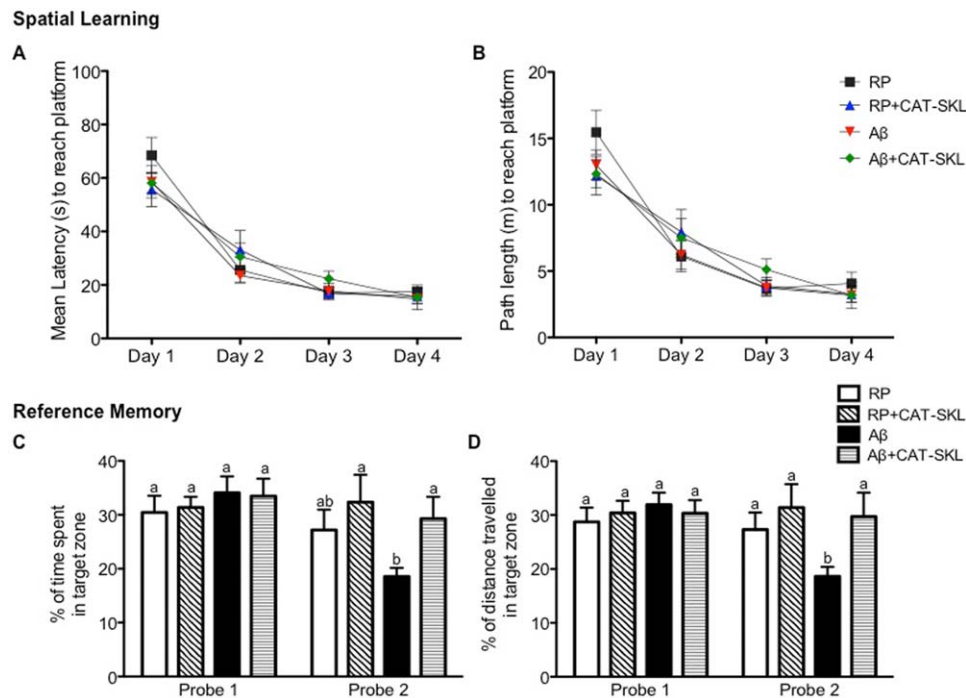 Spatial Learning
A
Mean Latency (s) to reach platform
100
80
60
40
20
0
Day 1 Day 2 Day 3 Day 4
B
Path length (m) to reach platform
20
15
10
5
0
Day 1 Day 2 Day 3 Day 4
RP
RP+CAT-SKL
Aβ
Aβ+CAT-SKL
Reference Memory
RP
RP+CAT-SKL
Aβ
Aβ+CAT-SKL
C
% of time spent
in target zone
40
30
20
10
0
a a a a ab a b a
Probe 1 Probe 2
D
% of distance travelled
in target zone
40
30
20
10
0
a a a a a a b a
Probe 1 Probe 2